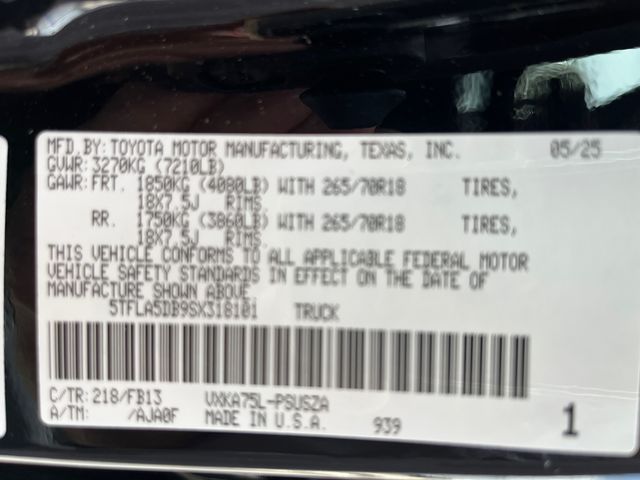 MFD.BY: TOYOTA MOTOR MANUFACTURING, TEXAS, INC. 05/25
GVWR: 3270KG (7210LB)
GAWR: FRT. 1850KG (4080LB) WITH 265/70R18 TIRES,
18X7.5J RIMS.
RR. 1750KG (3860LB) WITH 265/70R18 TIRES,
18X7.5J RIMS.
THIS VEHICLE CONFORMS TO ALL APPLICABLE FEDERAL MOTOR
VEHICLE SAFETY STANDARDS IN EFFECT ON THE DATE OF
MANUFACTURE SHOWN ABOVE.
5TFLA5DB9SX318101 TRUCK
C/TR: 218/FB13 VXKA75L-PSUSZA
A/TM: /AJA0F MADE IN U.S.A. 939
1